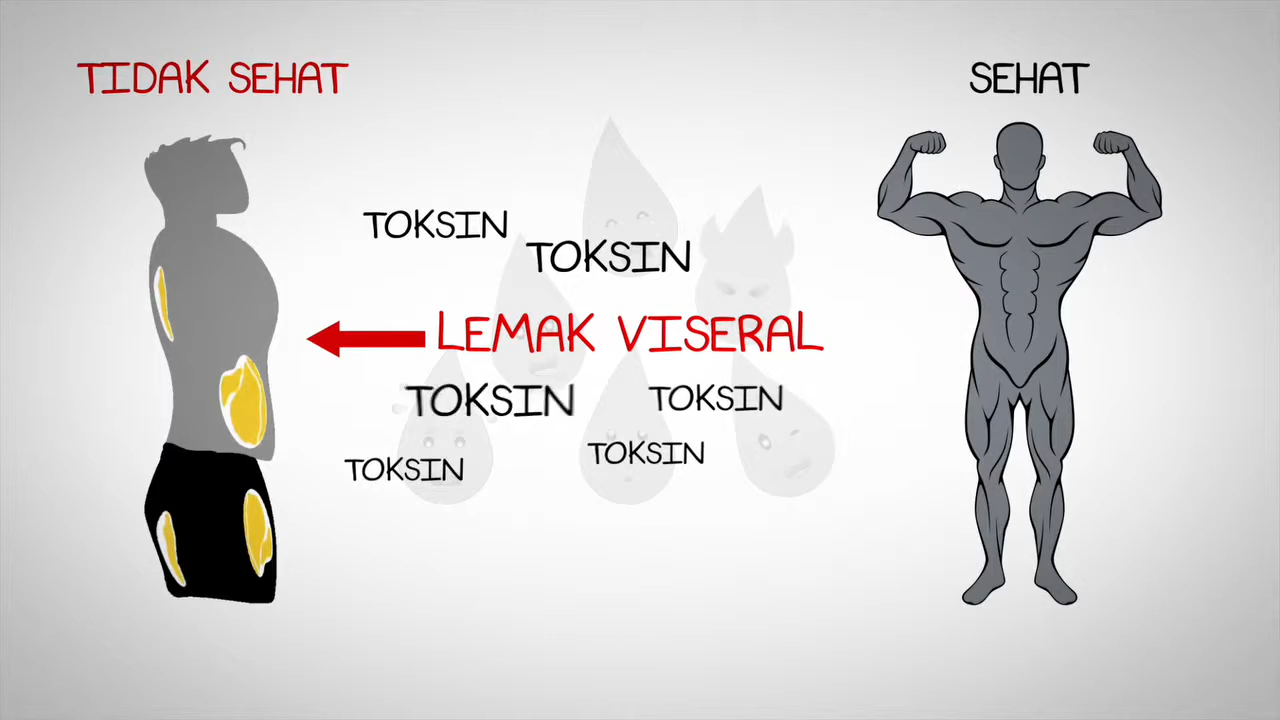 TIDAK SEHAT
SEHAT
TOKSIN
TOKSIN
LEMAK VISERAL
TOKSIN
TOKSIN
TOKSIN
TOKSIN